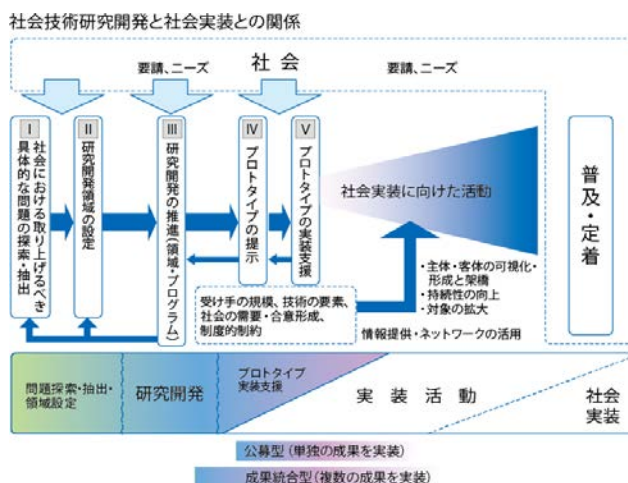 社会技術研究開発と社会実装との関係
社 会
要請、ニーズ
要請、ニーズ
I
社会における取り上げるべき
具体的な問題の探索・抽出
II
研究開発領域の設定
III
研究開発の推進(領域・プログラム)
IV
プロトタイプの提示
V
プロトタイプの実装支援
社会実装に向けた活動
普及・定着
受け手の規模、技術の要素、
社会の需要・合意形成、
制度的制約
・主体・客体の可視化・
形成と架橋
・持続性の向上
・対象の拡大
情報提供・ネットワークの活用
問題探索・抽出・
領域設定
研究開発
プロトタイプ
実装支援
実 装 活 動
社会
実装
公募型(単独の成果を実装)
成果統合型(複数の成果を実装)